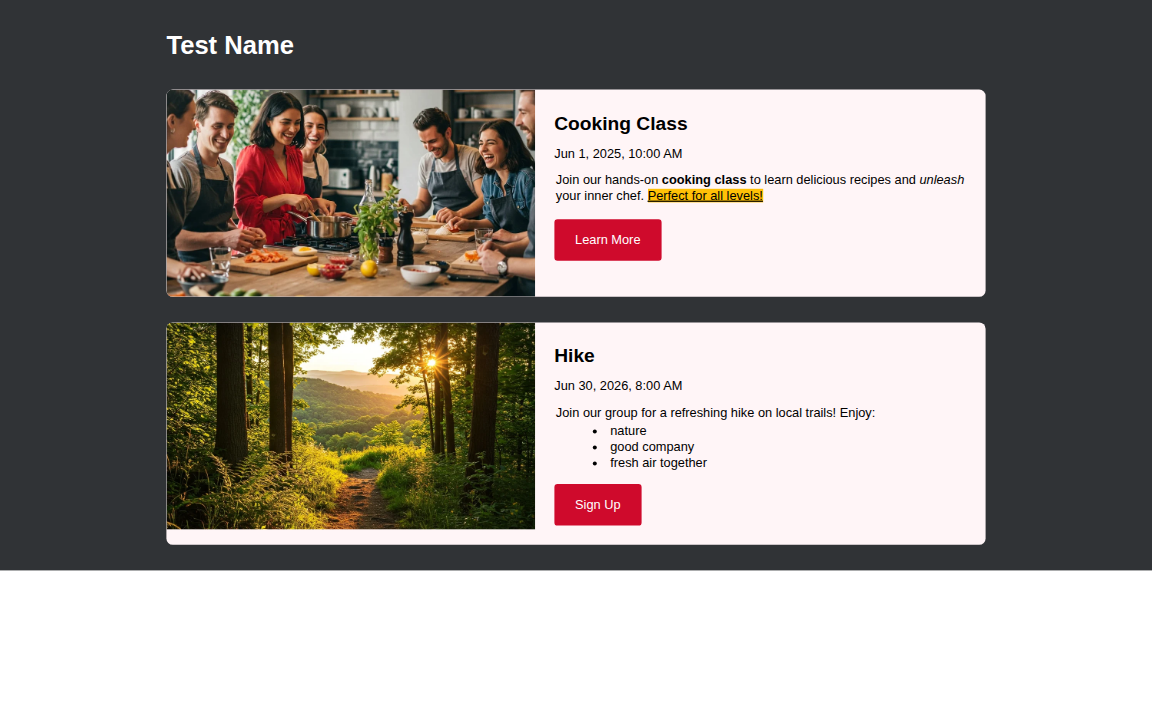 Test Name
Cooking Class
Jun 1, 2025, 10:00 AM
Join our hands-on cooking class to learn delicious recipes and unleash
your inner chef. Perfect for all levels!
Learn More
Hike
Jun 30, 2026, 8:00 AM
Join our group for a refreshing hike on local trails! Enjoy:
• nature
• good company
• fresh air together
Sign Up